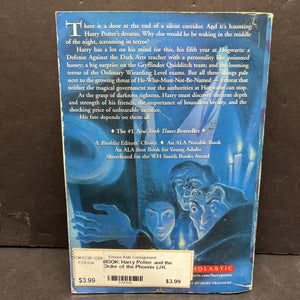 There is a door at the end of a silent corridor. And it's haunting
Harry Potter's dreams. Why else would he be waking in the middle
of the night, screaming in terror?
Harry has a lot on his mind for this, his fifth year at Hogwarts: a
Defense Against the Dark Arts teacher with a personality like poisoned
honey; a big surprise on the Gryffindor Quidditch team; and the looming
terror of the Ordinary Wizarding Level exams. But all these things pale
next to the growing threat of He-Who-Must-Not-Be-Named — a threat that
neither the magical government nor the authorities at Hogwarts can stop.
As the grasp of darkness tightens, Harry must discover the true depth
and strength of his friends, the importance of boundless loyalty, and the
shocking price of unbearable sacrifice.
His fate depends on them all.
The #1 New York Times Bestseller
A Booklist Editors' Choice An ALA Notable Book
An ALA Best Book for Young Adults
Shortlisted for the WH Smith Books Award
SCHOLASTIC
BY MARY GRANDPRÉ
Encore Kids Consignment
BOOK: Harry Potter and the
Order of the Phoenix (J.K.
$3.99
$3.99